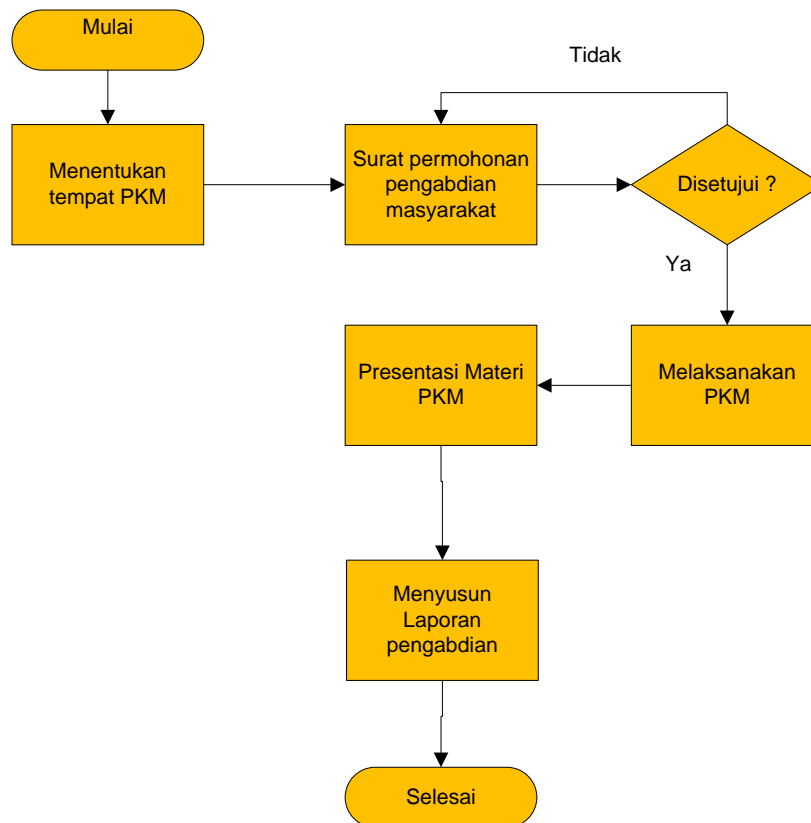 Mulai
Tidak
Menentukan
tempat PKM
Surat permohonan
pengabdian
masyarakat
Disetujui ?
Ya
Presentasi Materi
PKM
Melaksanakan
PKM
Menyusun
Laporan
pengabdian
Selesai